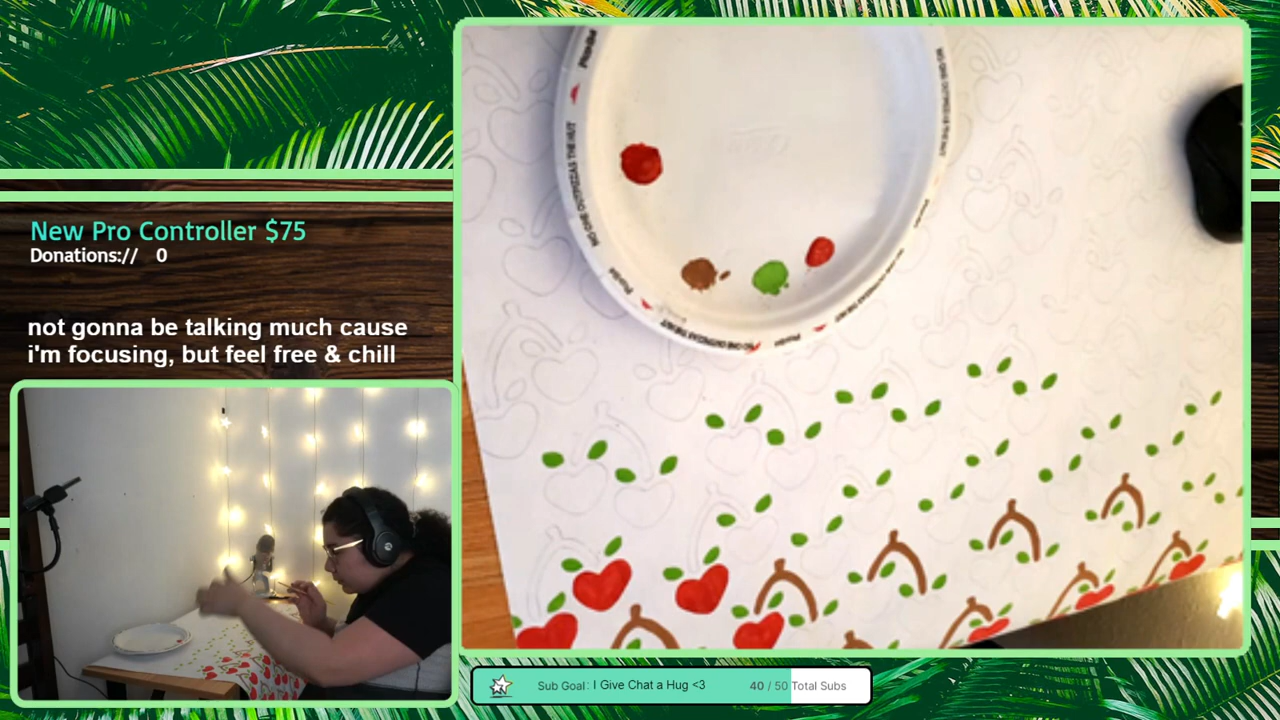 New Pro Controller $75
Donations:// 0
not gonna be talking much cause
i'm focusing, but feel free & chill
Sub Goal: I Give Chat a Hug <3 40 / 50 Total Subs